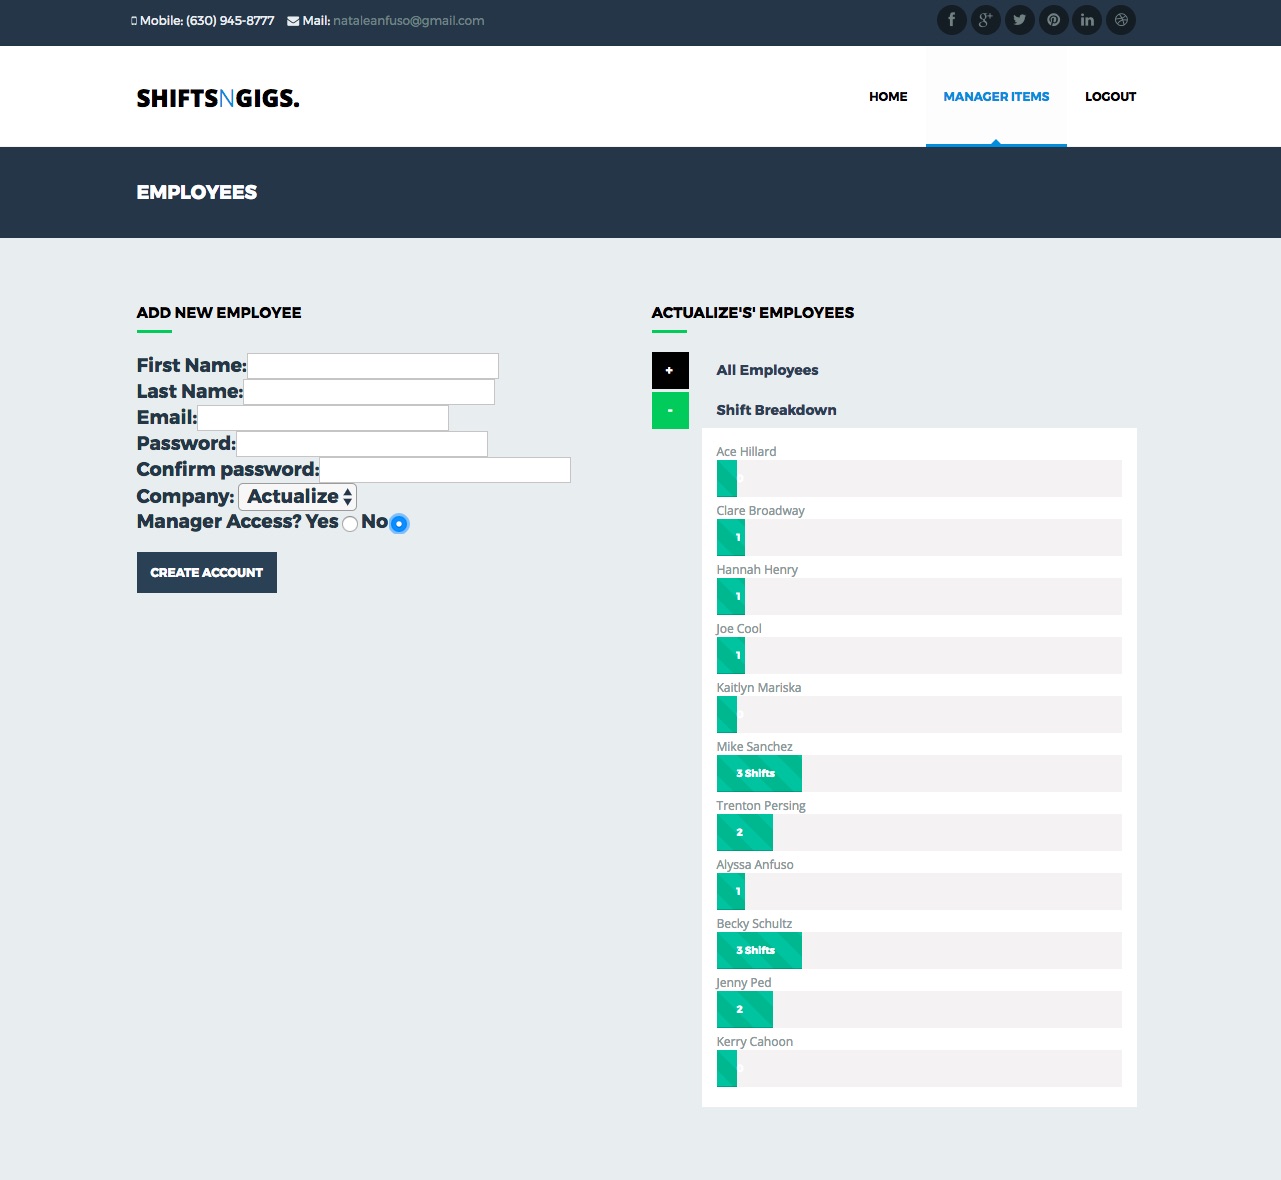 Mobile: (630) 945-8777 Mail: nataleanfuso@gmail.com
SHIFTSNGIGS.
HOME MANAGER ITEMS LOGOUT
EMPLOYEES
ADD NEW EMPLOYEE
First Name:
Last Name:
Email:
Password:
Confirm password:
Company: Actualize
Manager Access? Yes No
CREATE ACCOUNT
ACTUALIZE'S' EMPLOYEES
+ All Employees
- Shift Breakdown
Ace Hillard
Clare Broadway
1
Hannah Henry
1
Joe Cool
1
Kaitlyn Mariska
Mike Sanchez
3 Shifts
Trenton Persing
2
Alyssa Anfuso
1
Becky Schultz
3 Shifts
Jenny Ped
2
Kerry Cahoon